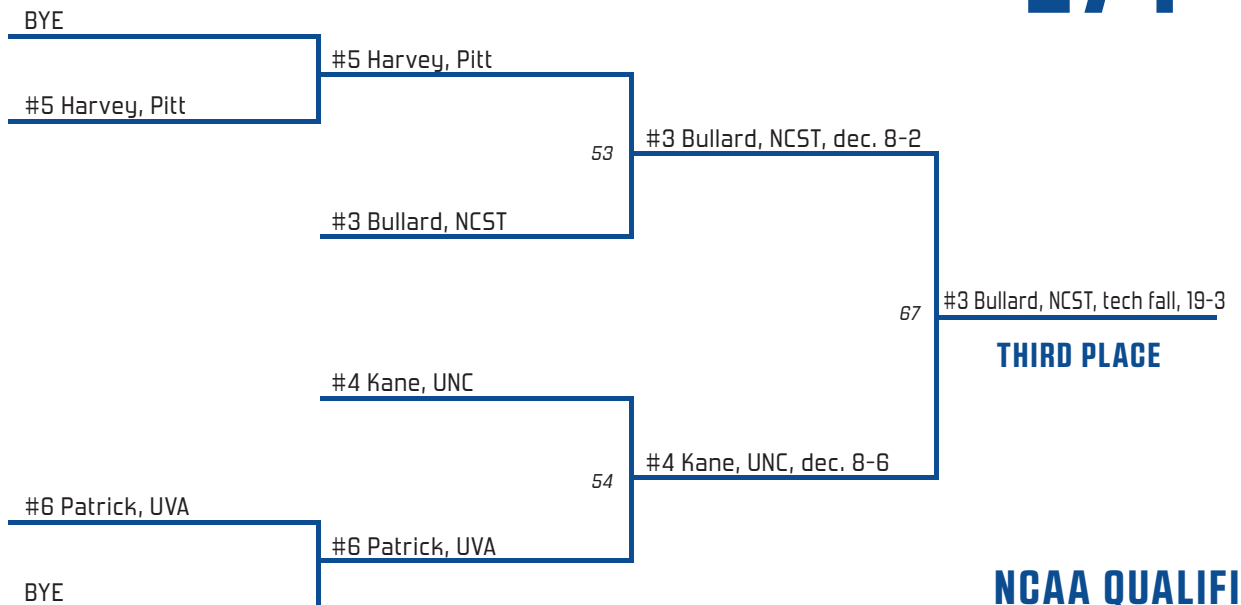 BYE
#5 Harvey, Pitt
#5 Harvey, Pitt
53
#3 Bullard, NCST, dec. 8-2
#3 Bullard, NCST
67
#3 Bullard, NCST, tech fall, 19-3
THIRD PLACE
#4 Kane, UNC
54
#4 Kane, UNC, dec. 8-6
#6 Patrick, UVA
#6 Patrick, UVA
BYE
NCAA QUALIFI